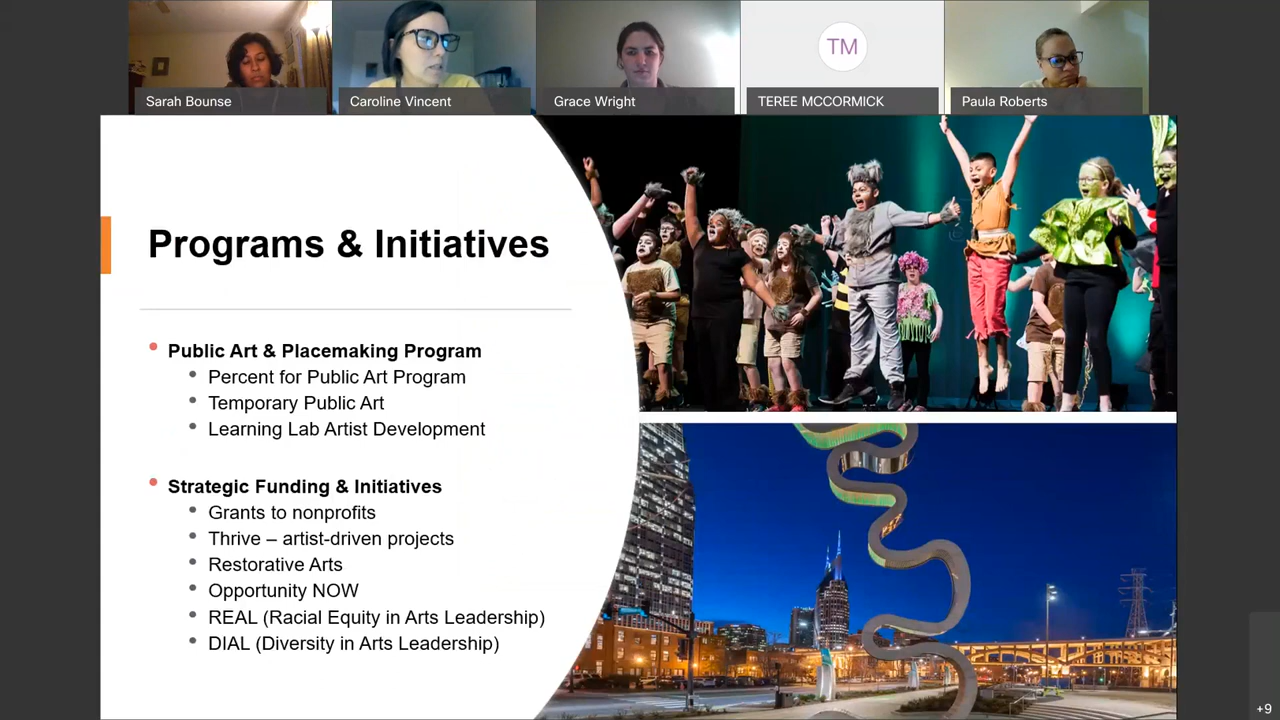 Sarah Bounse
Caroline Vincent
Grace Wright
TM
TEREE MCCORMICK
Paula Roberts
Programs & Initiatives
• Public Art & Placemaking Program
• Percent for Public Art Program
• Temporary Public Art
• Learning Lab Artist Development
• Strategic Funding & Initiatives
• Grants to nonprofits
• Thrive – artist-driven projects
• Restorative Arts
• Opportunity NOW
• REAL (Racial Equity in Arts Leadership)
• DIAL (Diversity in Arts Leadership)
+9